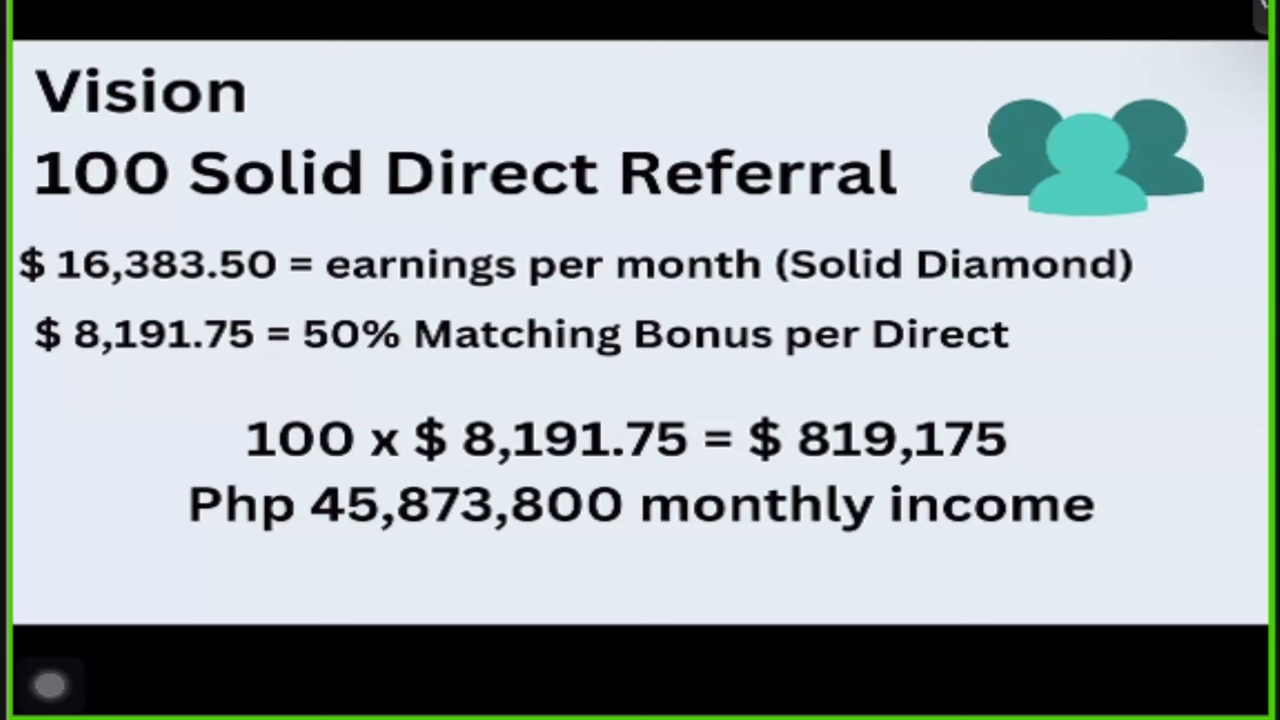 Vision
100 Solid Direct Referral
$ 16,383.50 = earnings per month (Solid Diamond)
$ 8,191.75 = 50% Matching Bonus per Direct
100 x $ 8,191.75 = $ 819,175
Php 45,873,800 monthly income